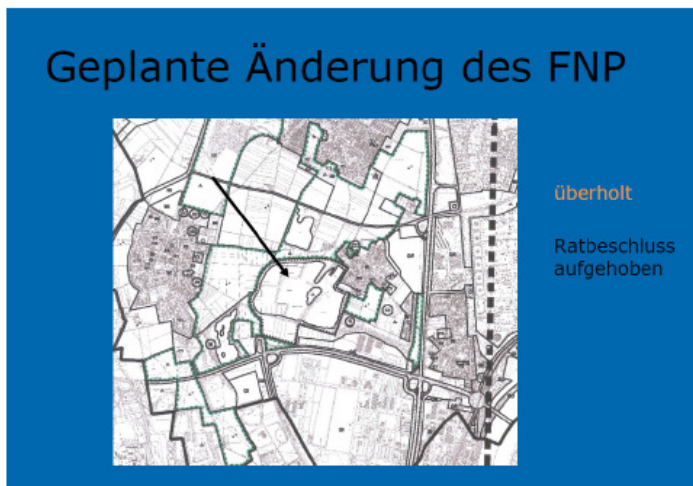 Geplante Änderung des FNP
überholt
Ratbeschluss
aufgehoben